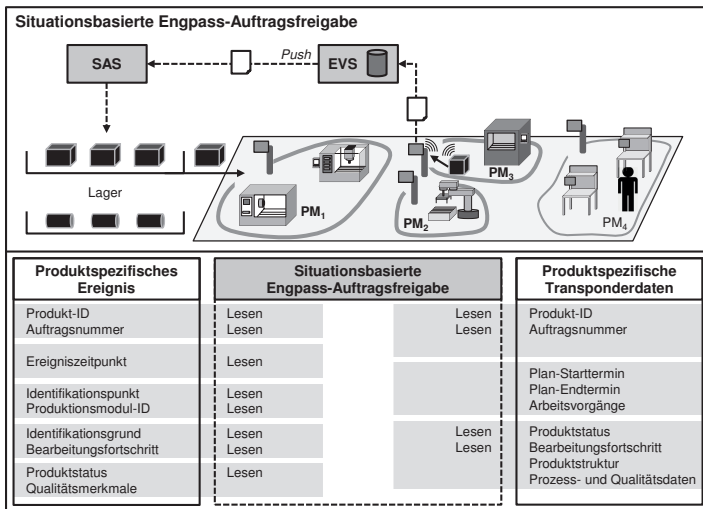 Situationsbasierte Engpass-Auftragsfreigabe
SAS
Push
EVS
Lager
PM1
PM2
PM3
PM4
Produktspezifisches
Ereignis
Situationsbasierte
Engpass-Auftragsfreigabe
Produktspezifische
Transponderdaten
Produkt-ID Lesen Lesen Produkt-ID
Auftragsnummer Lesen Lesen Auftragsnummer
Ereigniszeitpunkt Lesen
Plan-Starttermin
Plan-Endtermin
Arbeitsvorgänge
Identifikationspunkt Lesen
Produktionsmodul-ID Lesen
Identifikationsgrund Lesen Lesen Produktstatus
Bearbeitungsfortschritt Lesen Lesen Bearbeitungsfortschritt
Produktstruktur
Prozess- und Qualitätsdaten
Produktstatus Lesen
Qualitätsmerkmale